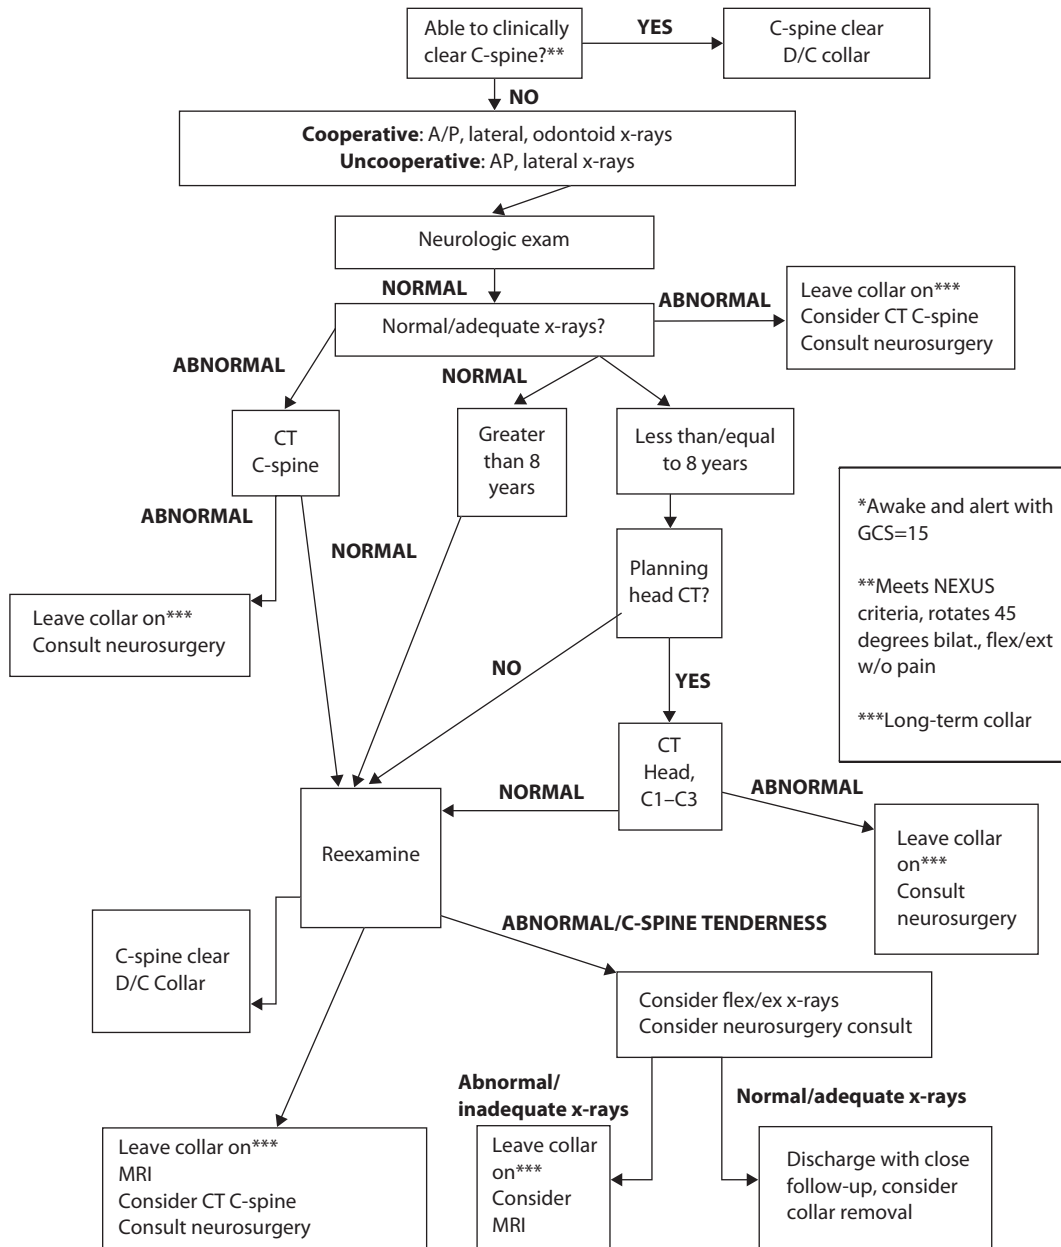 Able to clinically
clear C-spine?**
YES
C-spine clear
D/C collar
NO
Cooperative: A/P, lateral, odontoid x-rays
Uncooperative: AP, lateral x-rays
Neurologic exam
NORMAL
ABNORMAL
Leave collar on***
Consider CT C-spine
Consult neurosurgery
Normal/adequate x-rays?
ABNORMAL
NORMAL
CT
C-spine
Greater
than 8
years
Less than/equal
to 8 years
ABNORMAL
NORMAL
Leave collar on***
Consult neurosurgery
Planning
head CT?
*Awake and alert with
GCS=15
**Meets NEXUS
criteria, rotates 45
degrees bilat., flex/ext
w/o pain
***Long-term collar
NO
YES
CT
Head,
C1–C3
NORMAL
ABNORMAL
Leave collar
on***
Consult
neurosurgery
Reexamine
C-spine clear
D/C Collar
ABNORMAL/C-SPINE TENDERNESS
Consider flex/ex x-rays
Consider neurosurgery consult
Abnormal/
inadequate x-rays
Normal/adequate x-rays
Leave collar on***
MRI
Consider CT C-spine
Consult neurosurgery
Leave collar
on***
Consider
MRI
Discharge with close
follow-up, consider
collar removal